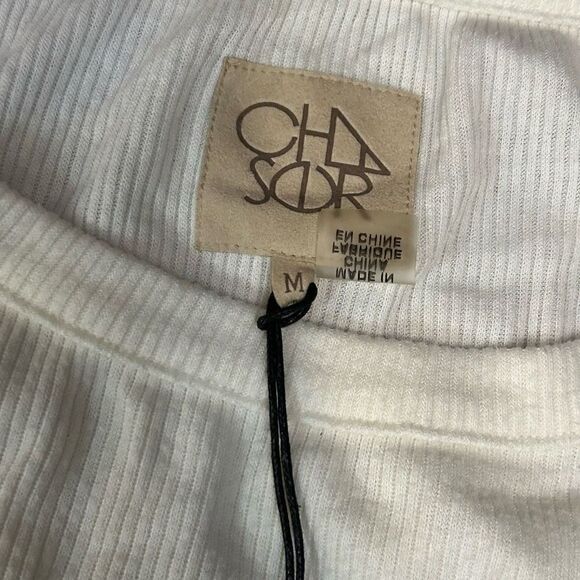 CHA
SER
M
MADE IN
CHINA
FABRIQUE
EN CHINE